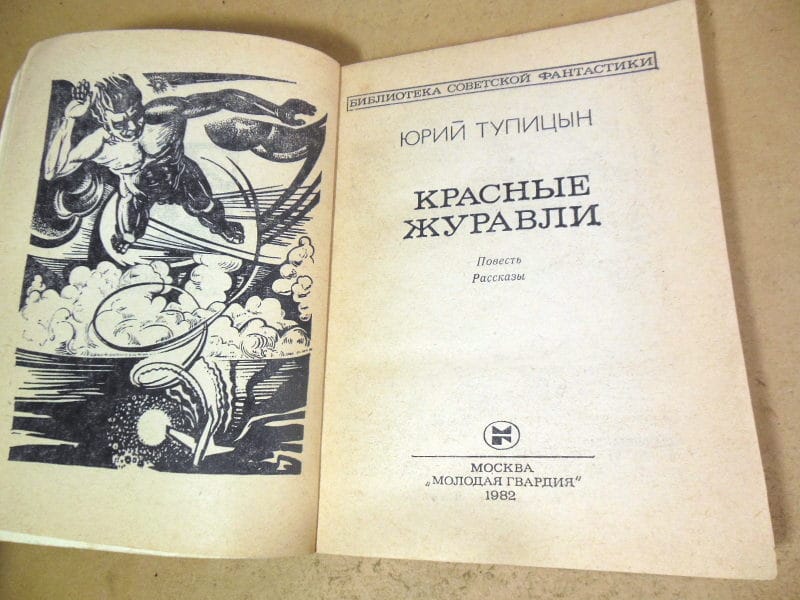 БИБЛИОТЕКА СОВЕТСКОЙ ФАНТАСТИКИ
ЮРИЙ ТУПИЦЫН
КРАСНЫЕ
ЖУРАВЛИ
Повесть
Рассказы
МОСКВА
„МОЛОДАЯ ГВАРДИЯ“
1982